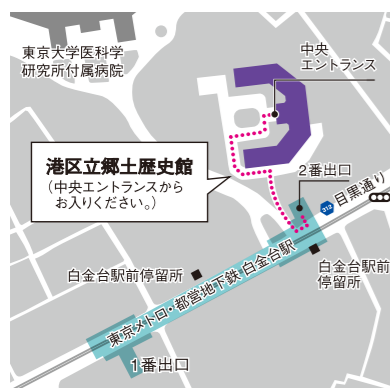 東京大学医科学
研究所付属病院
中央
エントランス
港区立郷土歴史館
（中央エントランスから
お入りください。）
2番出口
312
目黒通り
白金台駅前停留所
東京メトロ・都営地下鉄 白金台駅
白金台駅前
停留所
1番出口